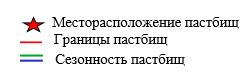 Месторасположение пастбищ
Границы пастбищ
Сезонность пастбищ